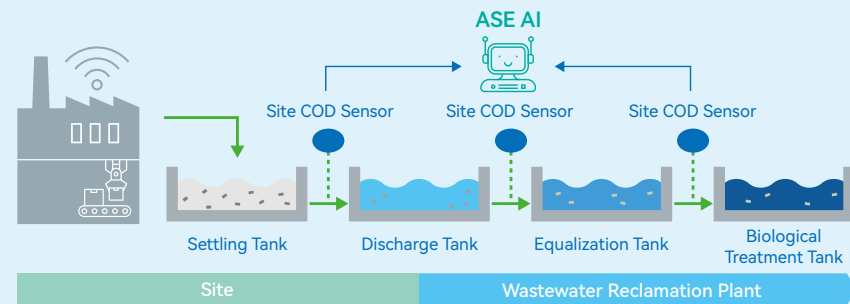 ASE AI
Site COD Sensor
Site COD Sensor
Site COD Sensor
Settling Tank
Discharge Tank
Equalization Tank
Biological
Treatment Tank
Site
Wastewater Reclamation Plant